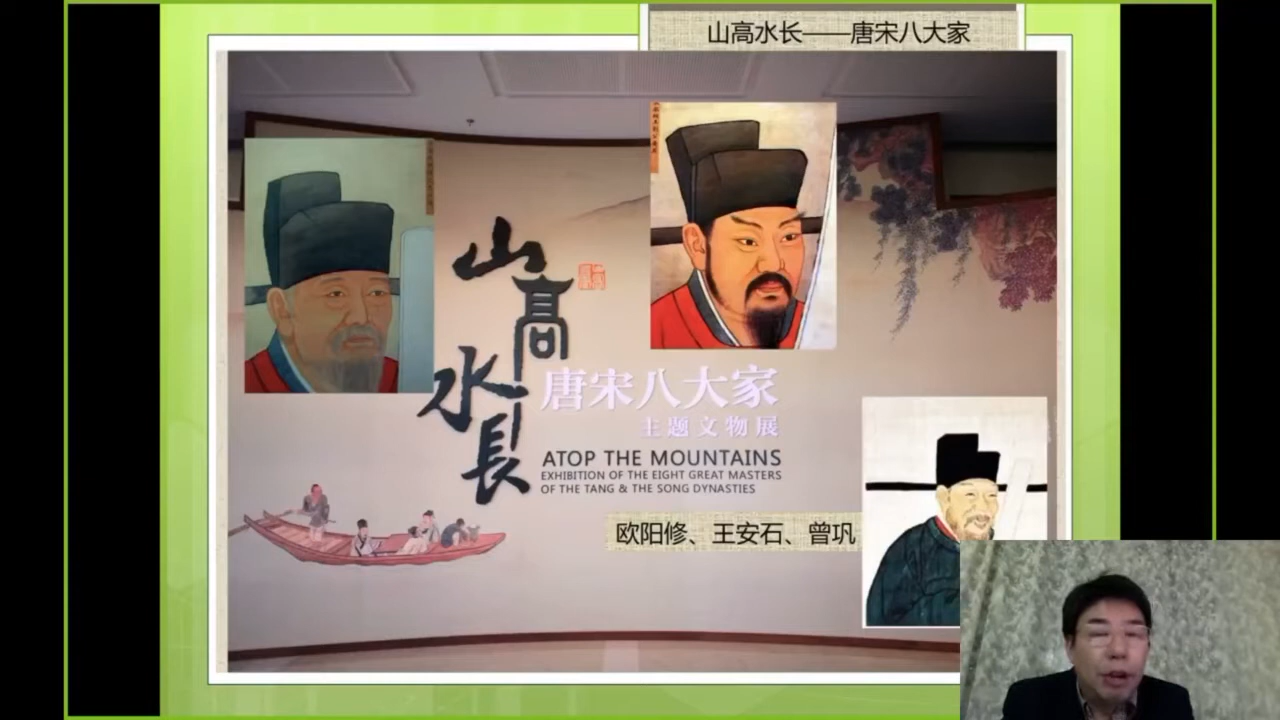 山高水长——唐宋八大家
山高
水長
唐宋八大家
主题文物展
ATOP THE MOUNTAINS
EXHIBITION OF THE EIGHT GREAT MASTERS
OF THE TANG & THE SONG DYNASTIES
欧阳修、王安石、曾巩